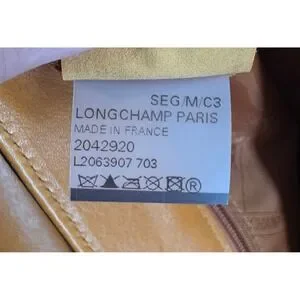 SEG/M/C3
LONGCHAMP PARIS
MADE IN FRANCE
2042920
L2063907 703